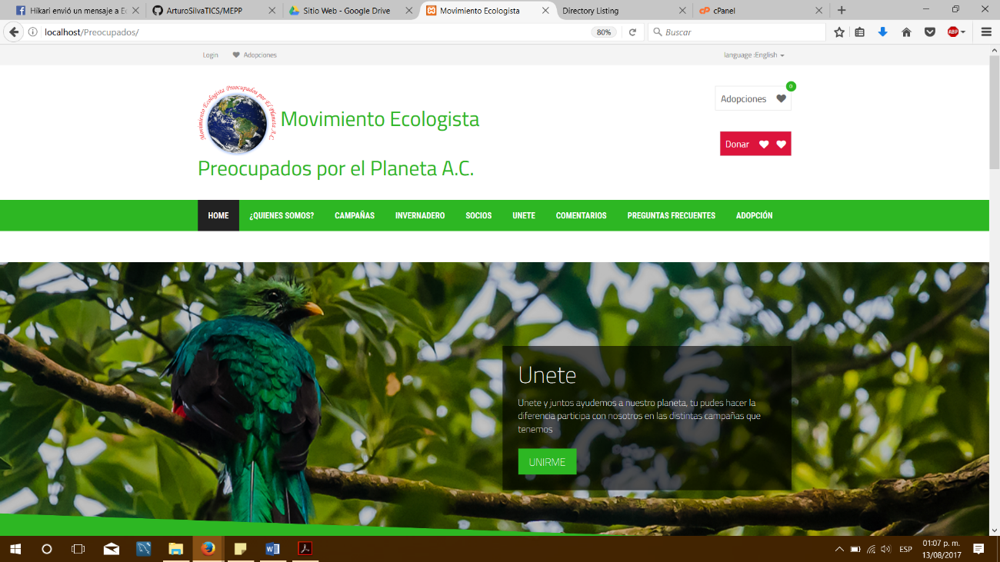 Hikari envió un mensaje a Ec
ArturoSilvaTICS/MEPP
Sitio Web - Google Drive
Movimiento Ecologista
Directory Listing
cPanel
localhost/Preocupados/
80%
Buscar
ABP
Login
Adopciones
language :English
Movimiento Ecologista Preocupados por El Planeta A.C.
Movimiento Ecologista
Preocupados por el Planeta A.C.
0
Adopciones
Donar
HOME
¿QUIENES SOMOS?
CAMPAÑAS
INVERNADERO
SOCIOS
UNETE
COMENTARIOS
PREGUNTAS FRECUENTES
ADOPCIÓN
Unete
Unete y juntos ayudemos a nuestro planeta, tu pudes hacer la
diferencia participa con nosotros en las distintas campañas que
tenemos
UNIRME
ESP
01:07 p. m.
13/08/2017